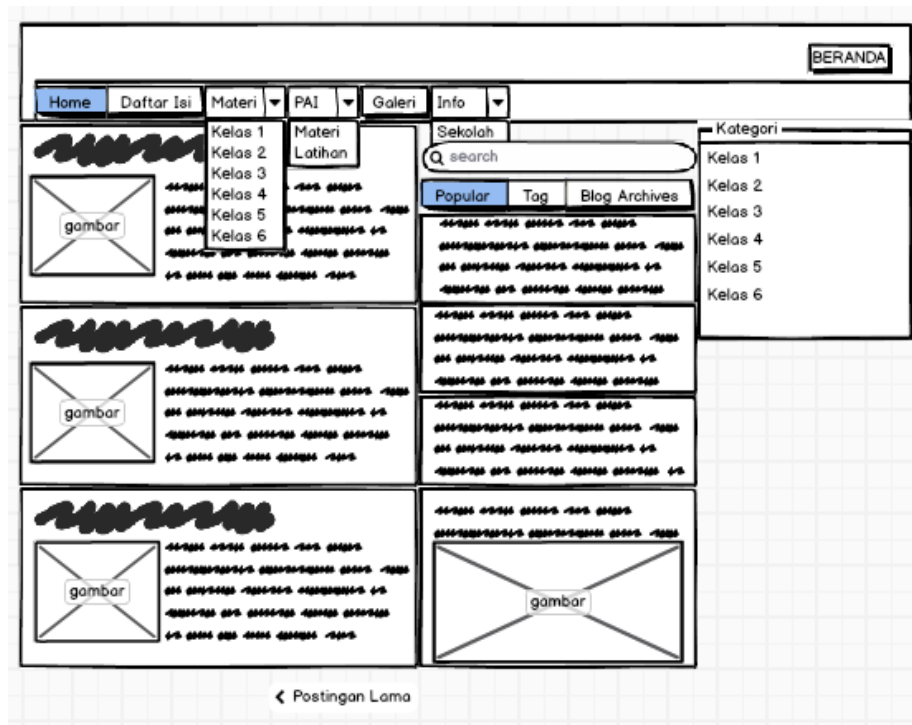 BERANDA
Home Daftar Isi Materi PAI Galeri Info
Kelas 1
Kelas 2
Kelas 3
Kelas 4
Kelas 5
Kelas 6
Materi
Latihan
Sekolah
search
Popular Tag Blog Archives
Kategori
Kelas 1
Kelas 2
Kelas 3
Kelas 4
Kelas 5
Kelas 6
gambar
gambar
gambar
gambar
Postingan Lama